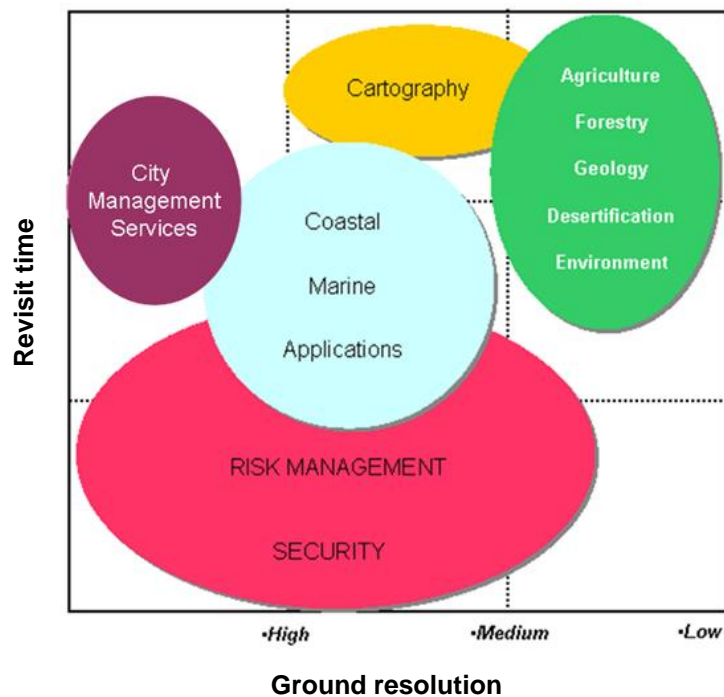 Cartography
Agriculture
Forestry
Geology
Desertification
Environment
City
Management
Services
Coastal
Marine
Applications
Revisit time
RISK MANAGEMENT
SECURITY
•High
•Medium
•Low
Ground resolution